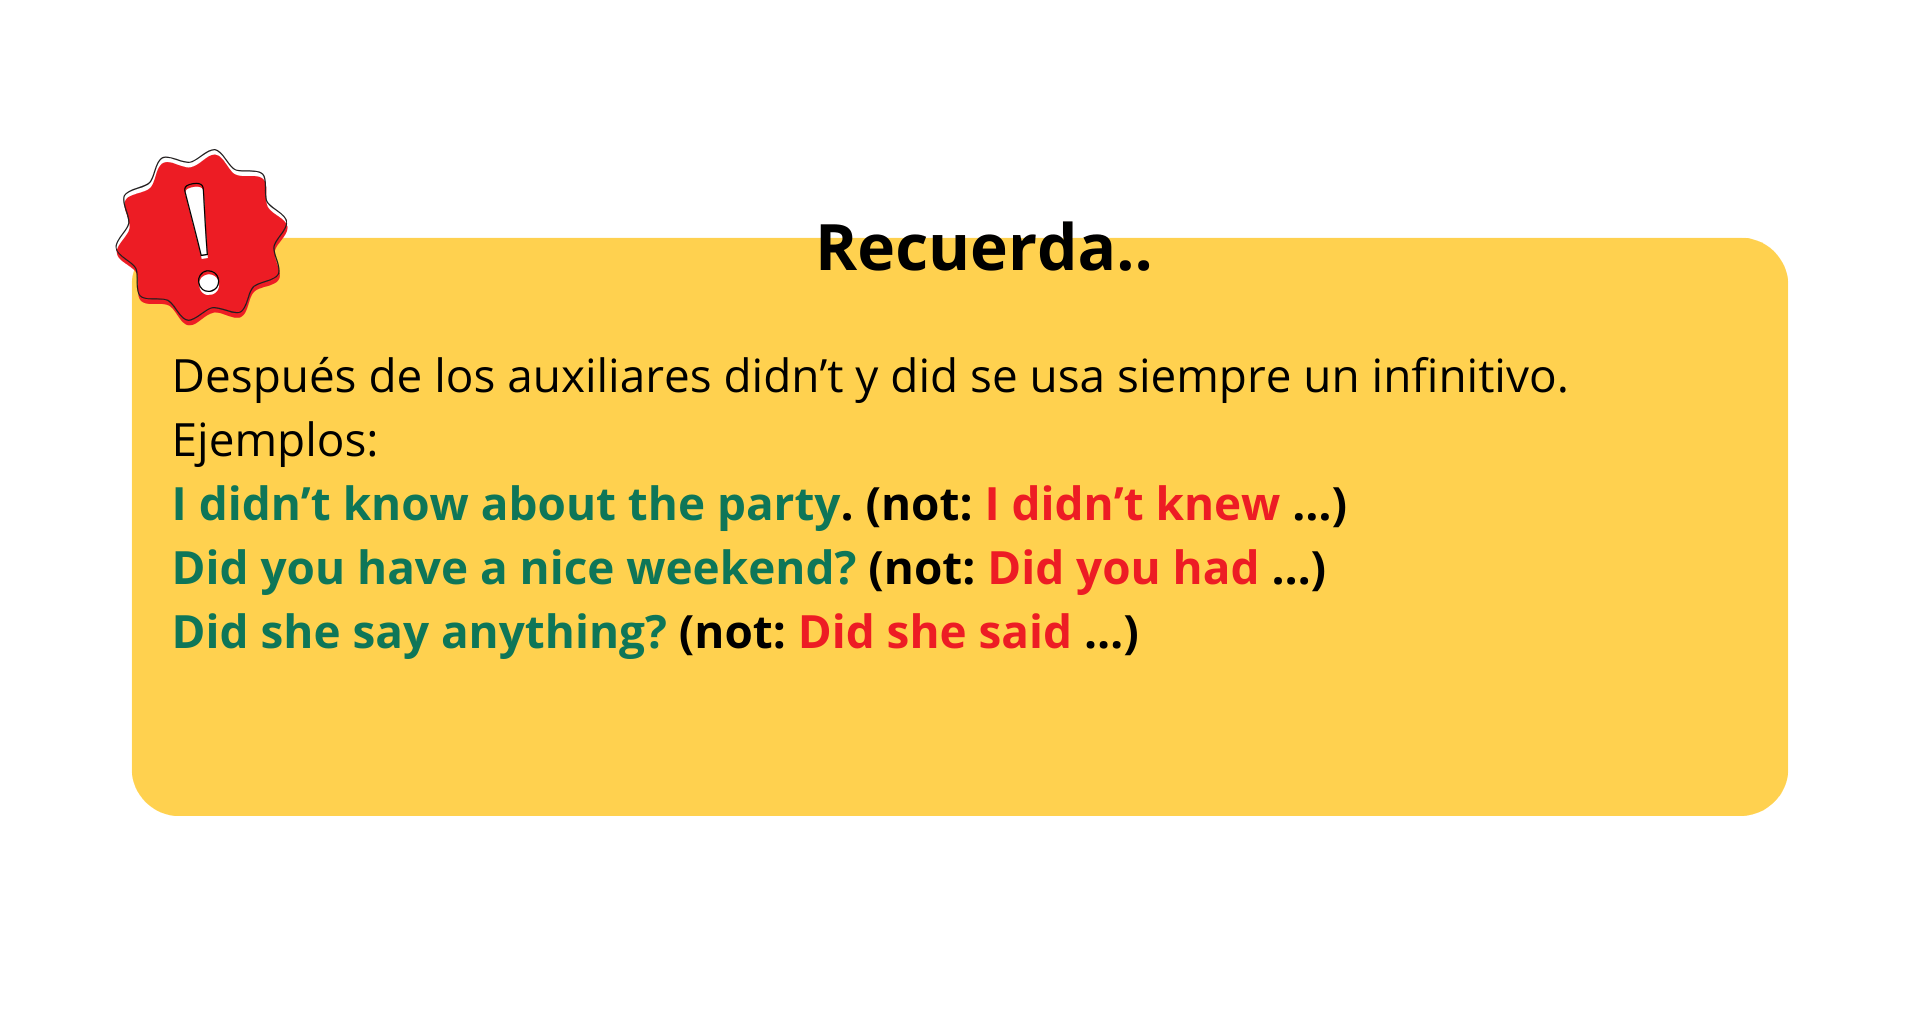 Recuerda..
Después de los auxiliares didn’t y did se usa siempre un infinitivo.
Ejemplos:
I didn’t know about the party. (not: I didn’t knew ...)
Did you have a nice weekend? (not: Did you had ...)
Did she say anything? (not: Did she said ...)